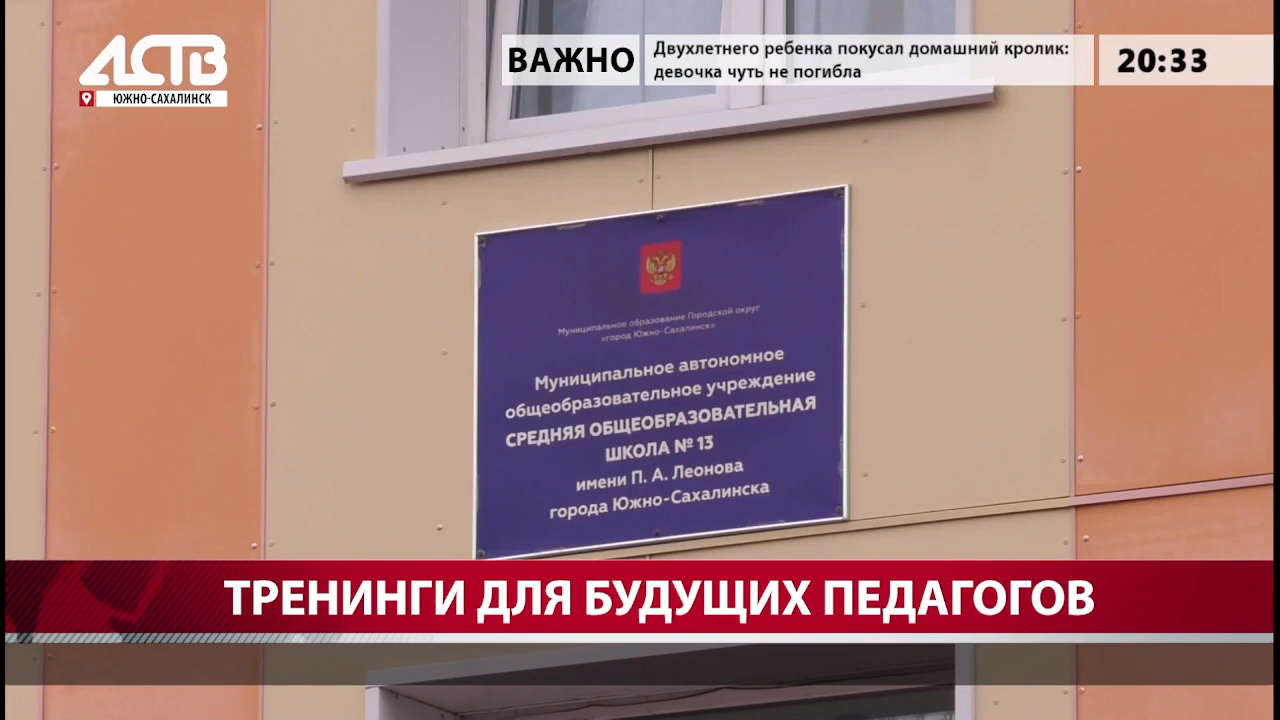 АСТВ
ЮЖНО-САХАЛИНСК
ВАЖНО
Двухлетнего ребенка покусал домашний кролик:
девочка чуть не погибла
20:33
Муниципальное образование Городской округ
«город Южно-Сахалинск»
Муниципальное автономное
общеобразовательное учреждение
СРЕДНЯЯ ОБЩЕОБРАЗОВАТЕЛЬНАЯ
ШКОЛА № 13
имени П. А. Леонова
города Южно-Сахалинска
ТРЕНИНГИ ДЛЯ БУДУЩИХ ПЕДАГОГОВ